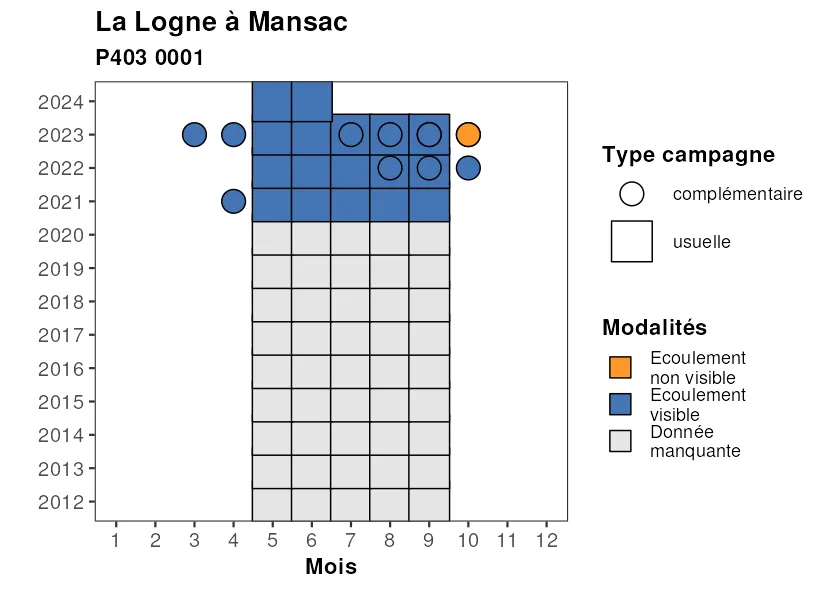 La Logne à Mansac
P403 0001
2024
2023
2022
2021
2020
2019
2018
2017
2016
2015
2014
2013
2012
1 2 3 4 5 6 7 8 9 10 11 12
Mois
Type campagne
complémentaire
usuelle
Modalités
Ecoulement
non visible
Ecoulement
visible
Donnée
manquante